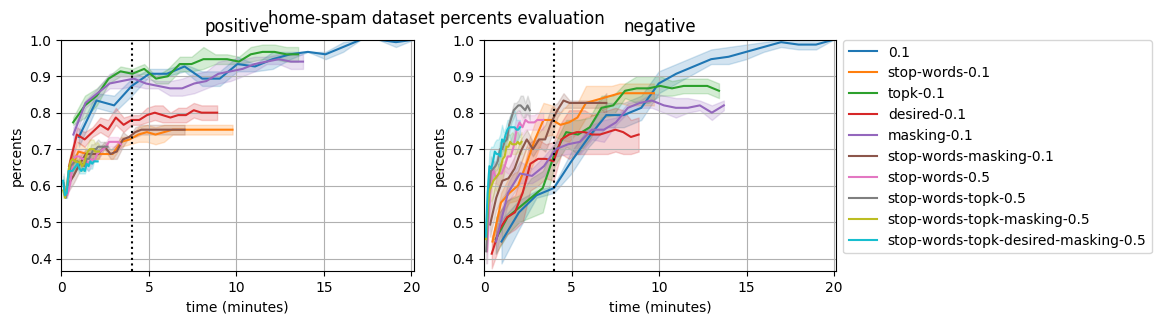 home-spam dataset percents evaluation
positive
negative
1.0
0.9
0.8
0.7
0.6
0.5
0.4
percents
0
5
10
15
20
time (minutes)
1.0
0.9
0.8
0.7
0.6
0.5
0.4
percents
0
5
10
15
20
time (minutes)
0.1
stop-words-0.1
topk-0.1
desired-0.1
masking-0.1
stop-words-masking-0.1
stop-words-0.5
stop-words-topk-0.5
stop-words-topk-masking-0.5
stop-words-topk-desired-masking-0.5